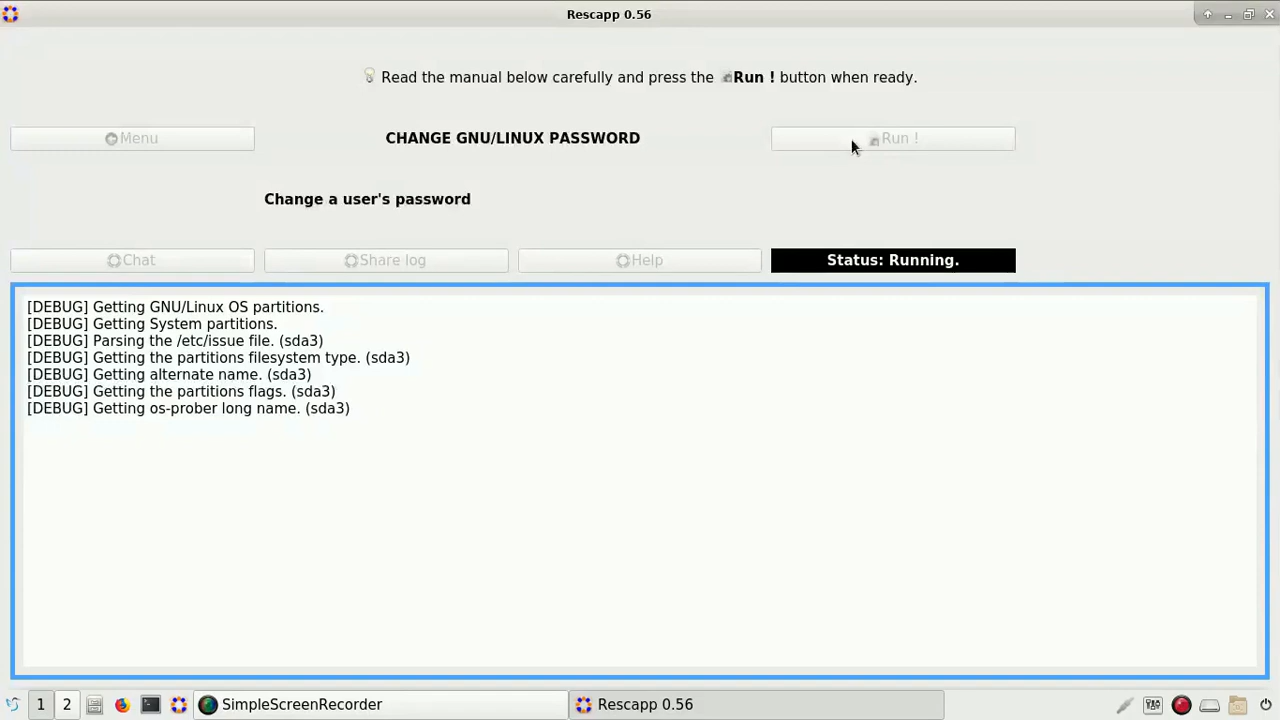 Rescapp 0.56
Read the manual below carefully and press the Run ! button when ready.
Menu
CHANGE GNU/LINUX PASSWORD
Run !
Change a user's password
Chat
Share log
Help
Status: Running.
[DEBUG] Getting GNU/Linux OS partitions.
[DEBUG] Getting System partitions.
[DEBUG] Parsing the /etc/issue file. (sda3)
[DEBUG] Getting the partitions filesystem type. (sda3)
[DEBUG] Getting alternate name. (sda3)
[DEBUG] Getting the partitions flags. (sda3)
[DEBUG] Getting os-prober long name. (sda3)
1
2
SimpleScreenRecorder
Rescapp 0.56